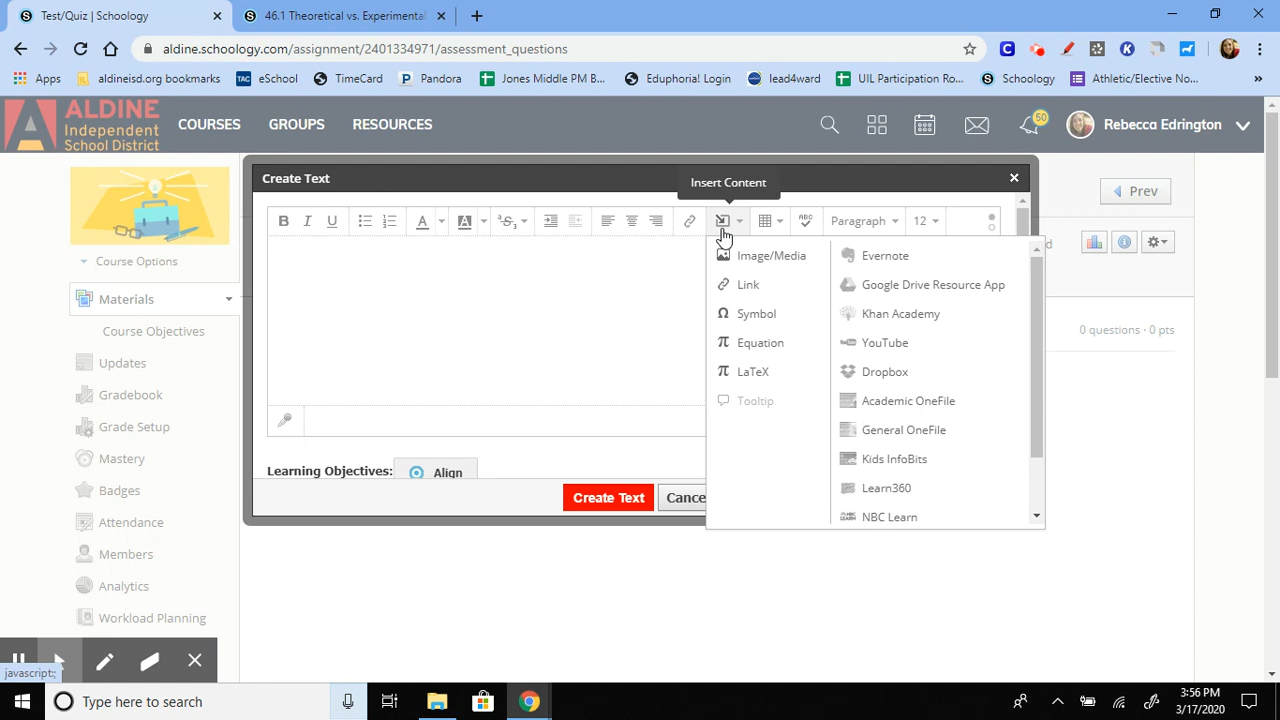 Test/Quiz | Schoology
46.1 Theoretical vs. Experimental
aldine.schoology.com/assignment/2401334971/assessment_questions
Apps
aldineisd.org bookmarks
TAC eSchool
TimeCard
Pandora
Jones Middle PM B...
Eduphoria! Login
lead4ward
UIL Participation Ro...
Schoology
Athletic/Elective No...
»
ALDINE
Independent
School District
COURSES
GROUPS
RESOURCES
50
Rebecca Edrington
Prev
Course Options
Materials
Course Objectives
Updates
Gradebook
Grade Setup
Mastery
Badges
Attendance
Members
Analytics
Workload Planning
0 questions · 0 pts
Create Text
Insert Content
B I U
A
A
ABC
Paragraph
12
Image/Media
Link
Symbol
Equation
LaTeX
Tooltip
Evernote
Google Drive Resource App
Khan Academy
YouTube
Dropbox
Academic OneFile
General OneFile
Kids InfoBits
Learn360
NBC Learn
Learning Objectives:
Align
Create Text
Cance
javascript:;
Type here to search
3:56 PM
3/17/2020